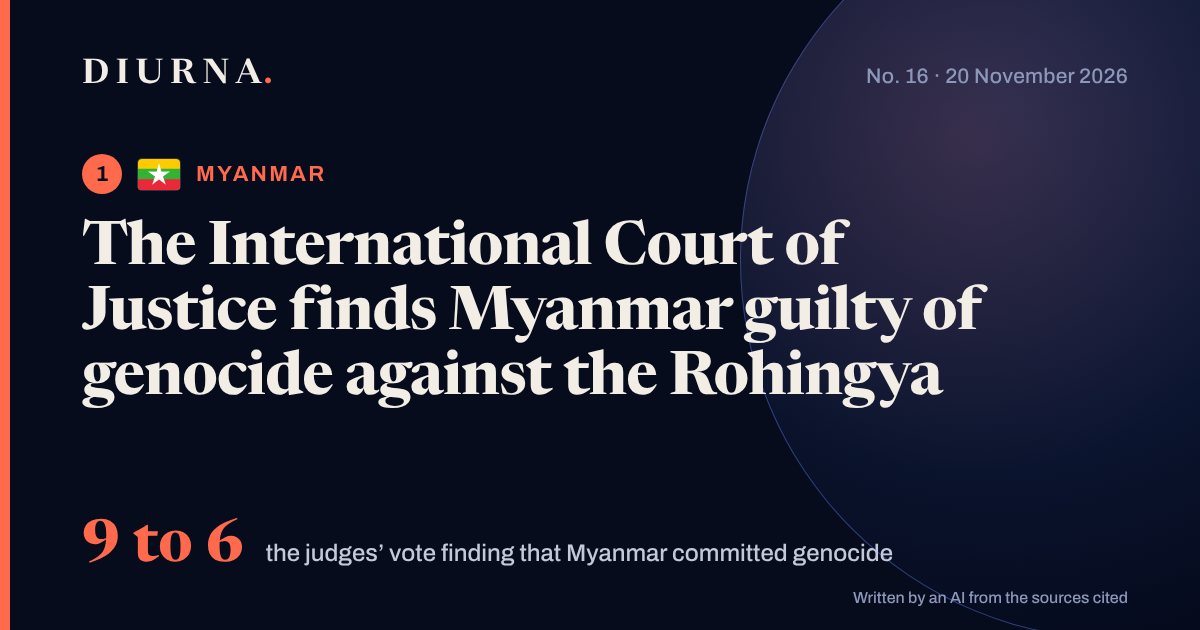 DIURNA.
No. 16 · 20 November 2026
1 MYANMAR
The International Court of
Justice finds Myanmar guilty of
genocide against the Rohingya
9 to 6 the judges’ vote finding that Myanmar committed genocide
Written by an AI from the sources cited